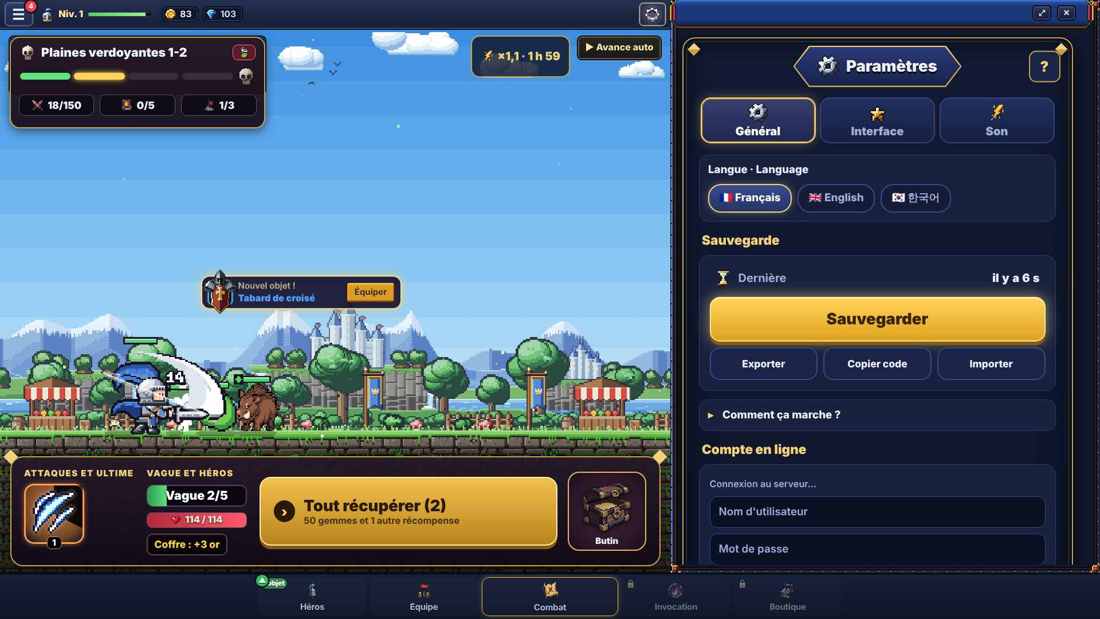 4
Niv. 1
83
103
Plaines verdoyantes 1-2
18/150
0/5
1/3
×1,1 · 1 h 59
Avance auto
Nouvel objet !
Tabard de croisé
Équiper
14
ATTAQUES ET ULTIME
1
VAGUE ET HÉROS
Vague 2/5
114 / 114
Coffre : +3 or
Tout récupérer (2)
50 gemmes et 1 autre récompense
Butin
objet
Héros
Équipe
Combat
Invocation
Boutique
Paramètres
?
Général
Interface
Son
Langue · Language
Français
English
한국어
Sauvegarde
Dernière
il y a 6 s
Sauvegarder
Exporter
Copier code
Importer
Comment ça marche ?
Compte en ligne
Connexion au serveur...
Nom d'utilisateur
Mot de passe